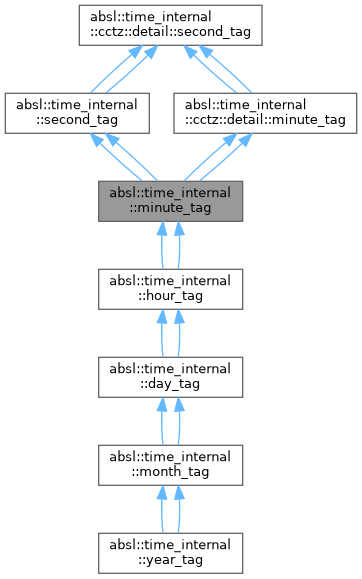 absl::time_internal
::cctz::detail::second_tag
absl::time_internal
::second_tag
absl::time_internal
::cctz::detail::minute_tag
absl::time_internal
::minute_tag
absl::time_internal
::hour_tag
absl::time_internal
::day_tag
absl::time_internal
::month_tag
absl::time_internal
::year_tag